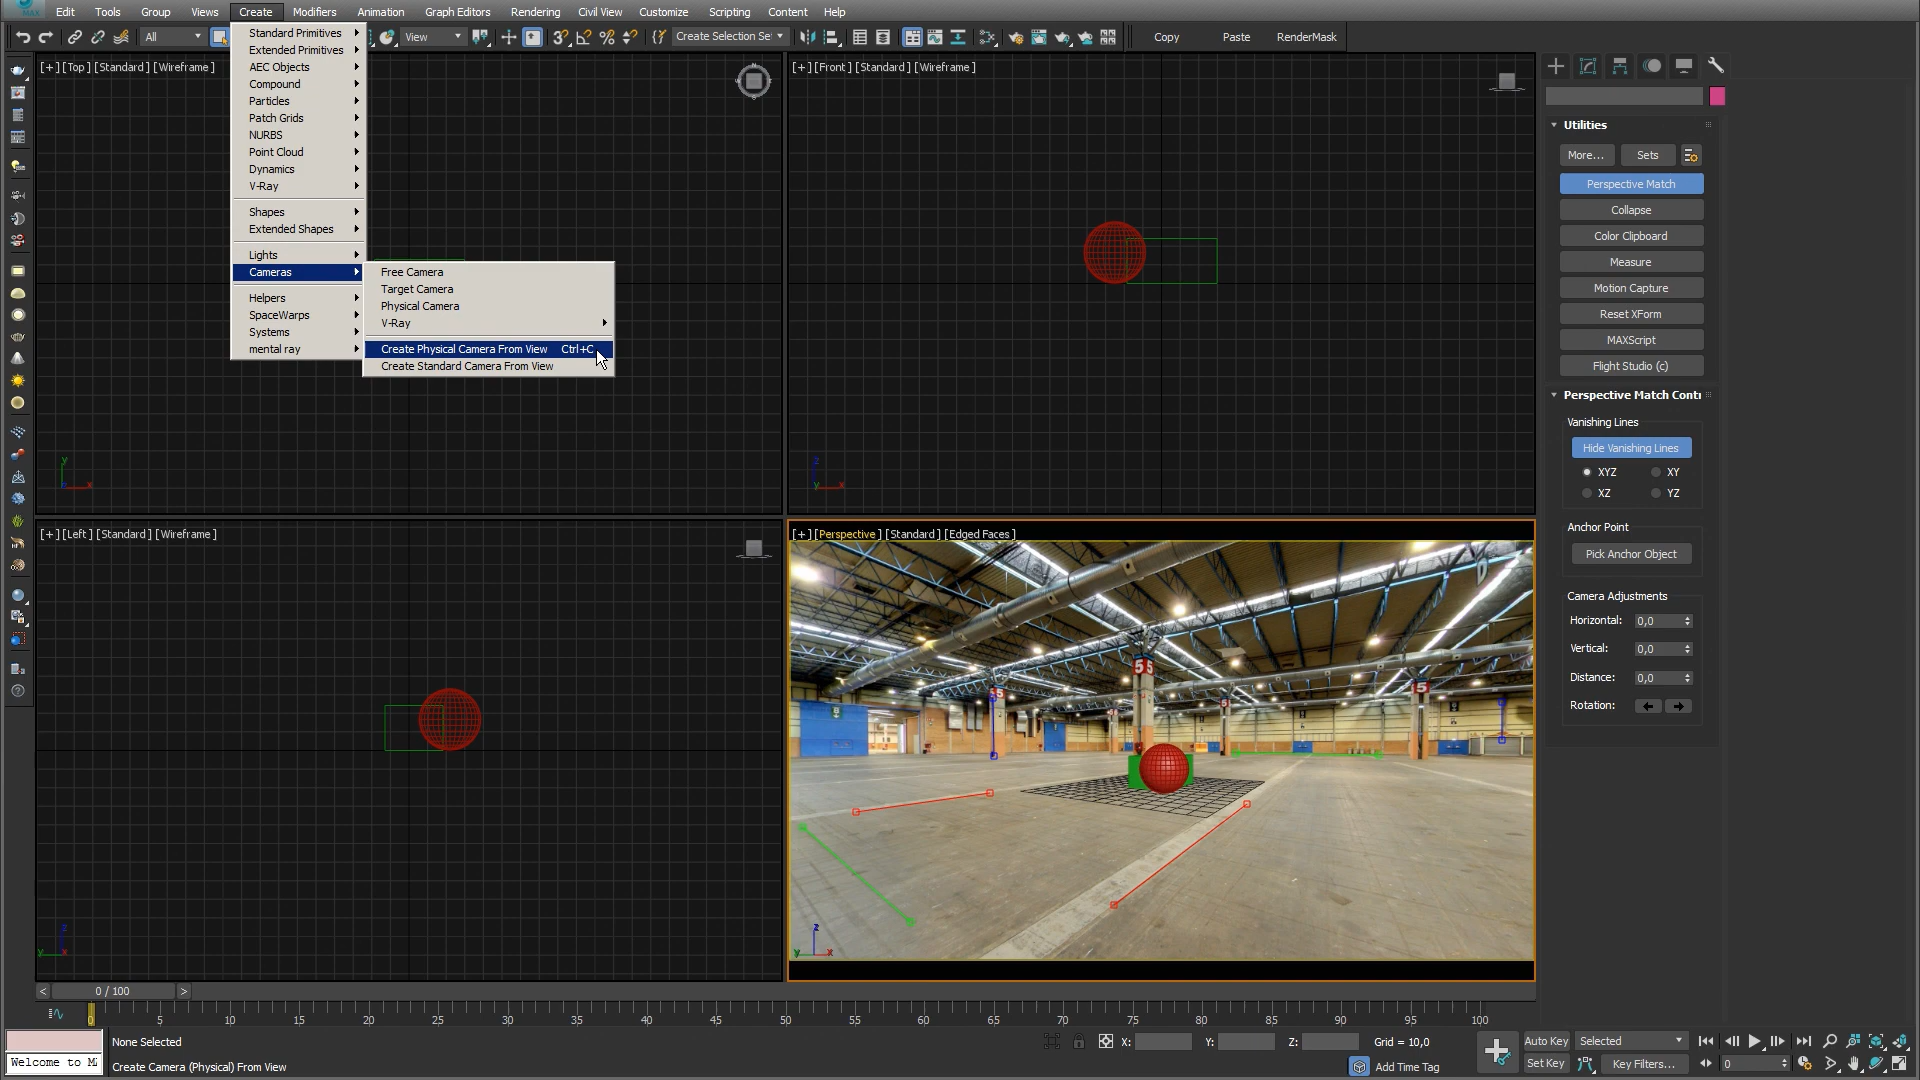 Edit Tools Group Views Create Modifiers Animation Graph Editors Rendering Civil View Customize Scripting Content Help
All View Create Selection Se Copy Paste RenderMask
Standard Primitives
Extended Primitives
AEC Objects
Compound
Particles
Patch Grids
NURBS
Point Cloud
Dynamics
V-Ray
Shapes
Extended Shapes
Lights
Cameras
Helpers
SpaceWarps
Systems
mental ray
Free Camera
Target Camera
Physical Camera
V-Ray
Create Physical Camera From View Ctrl+C
Create Standard Camera From View
[+] [Top] [Standard] [Wireframe]
y
x
[+] [Front] [Standard] [Wireframe]
z
y x
[+] [Left] [Standard] [Wireframe]
z
y x
[+] [Perspective] [Standard] [Edged Faces]
5 5
5
5
5
z
y x
Utilities
More... Sets
Perspective Match
Collapse
Color Clipboard
Measure
Motion Capture
Reset XForm
MAXScript
Flight Studio (c)
Perspective Match Contr
Vanishing Lines
Hide Vanishing Lines
XYZ XY
XZ YZ
Anchor Point
Pick Anchor Object
Camera Adjustments
Horizontal: 0,0
Vertical: 0,0
Distance: 0,0
Rotation:
< 0 / 100 >
0 5 10 15 20 25 30 35 40 45 50 55 60 65 70 75 80 85 90 95 100
None Selected X: Y: Z: Grid = 10,0 Auto Key Selected
Welcome to M Create Camera (Physical) From View Add Time Tag Set Key Key Filters... 0